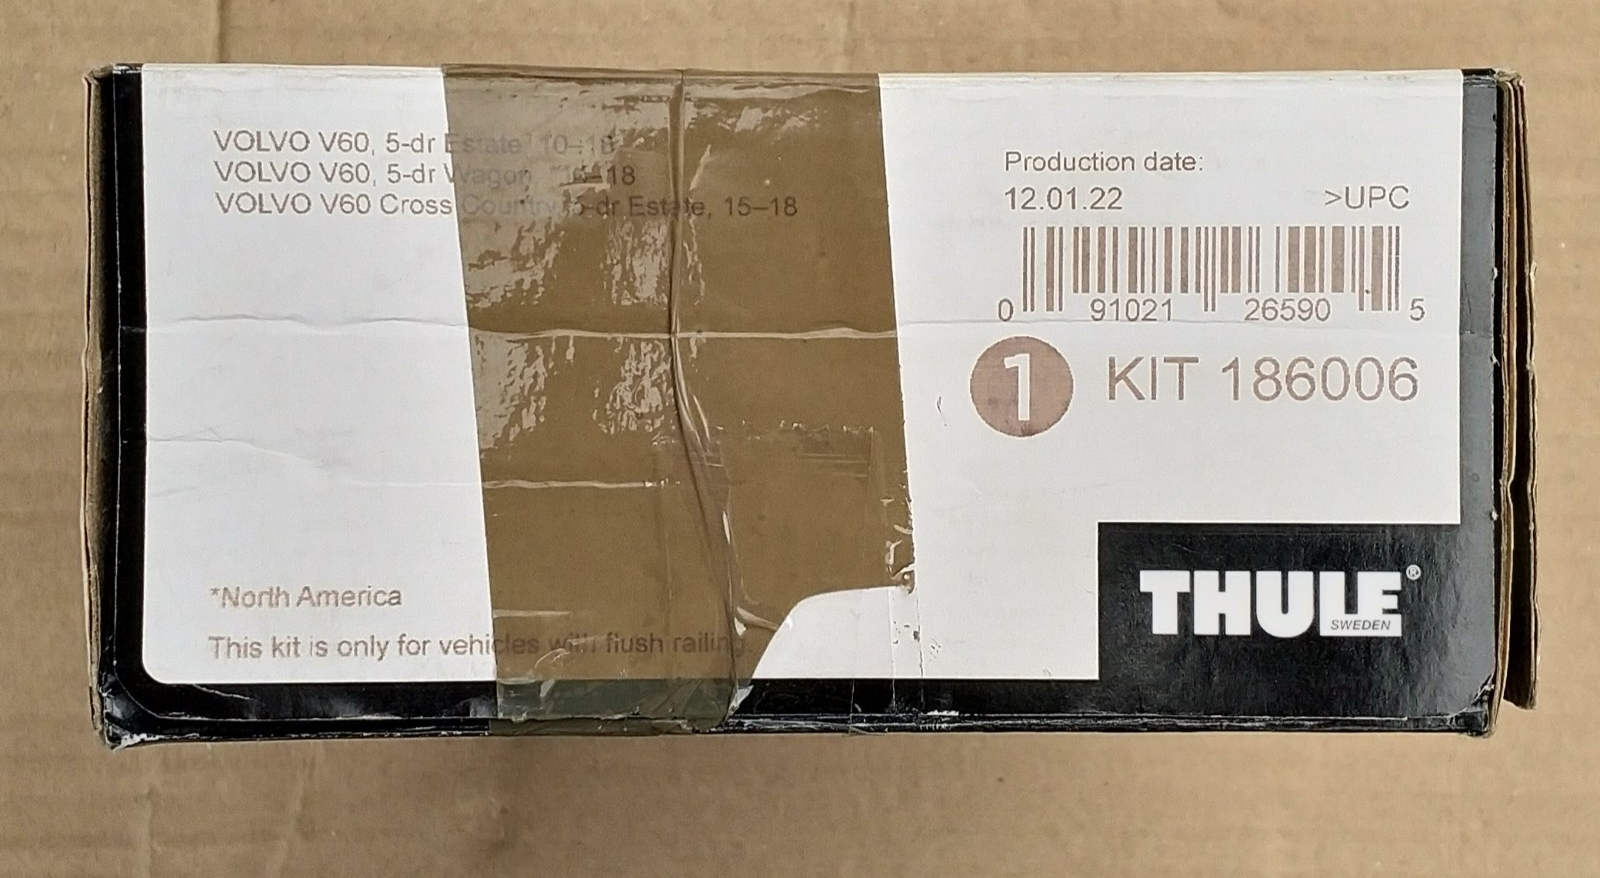 VOLVO V60, 5-dr Estate, 10–18
VOLVO V60, 5-dr Wagon, 18
VOLVO V60 Cross Country, 5-dr Estate, 15–18
*North America
This kit is only for vehicles with flush railing.
Production date:
12.01.22 >UPC
0 91021 26590 5
1 KIT 186006
THULE®
SWEDEN